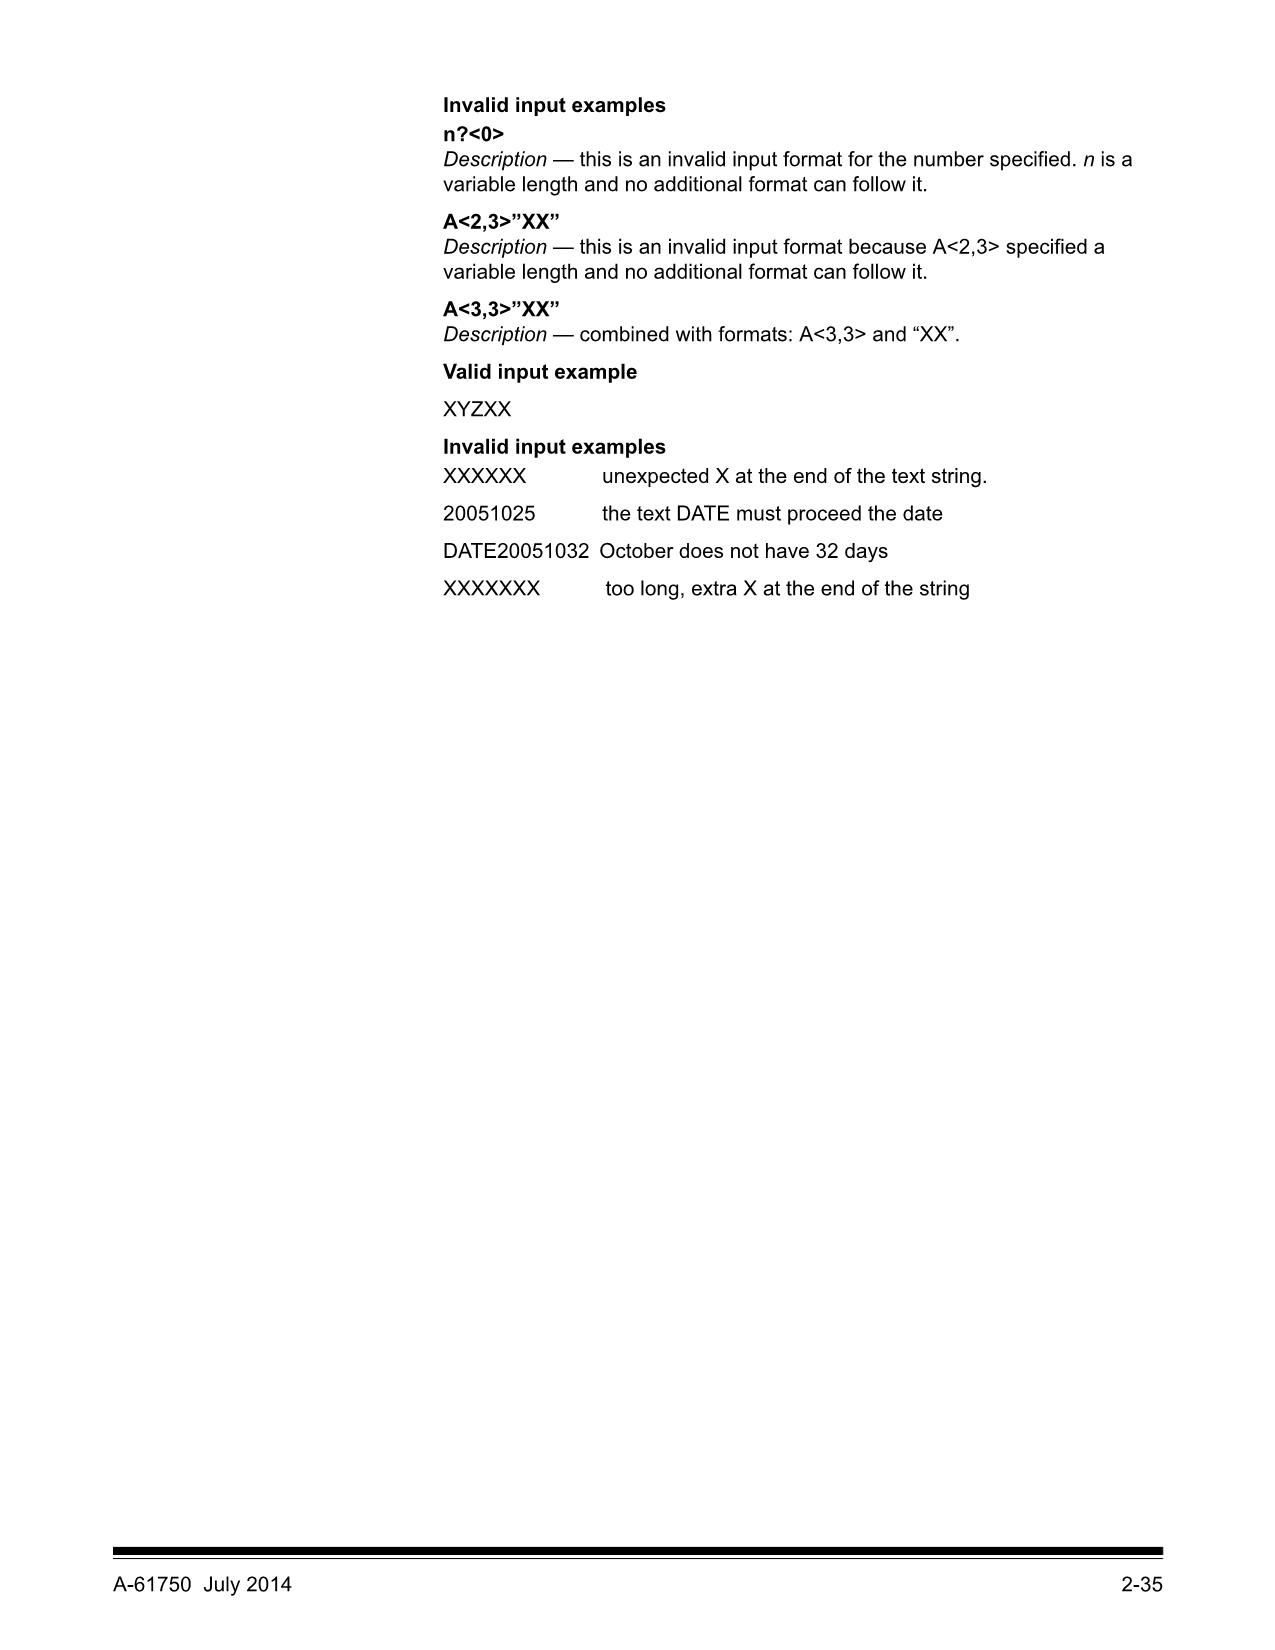 Invalid input examples
n?<0>
Description — this is an invalid input format for the number specified. n is a
variable length and no additional format can follow it.
A<2,3>”XX”
Description — this is an invalid input format because A<2,3> specified a
variable length and no additional format can follow it.
A<3,3>”XX”
Description — combined with formats: A<3,3> and “XX”.
Valid input example
XYZXX
Invalid input examples
XXXXXX unexpected X at the end of the text string.
20051025 the text DATE must proceed the date
DATE20051032 October does not have 32 days
XXXXXXX too long, extra X at the end of the string
A-61750 July 2014 2-35